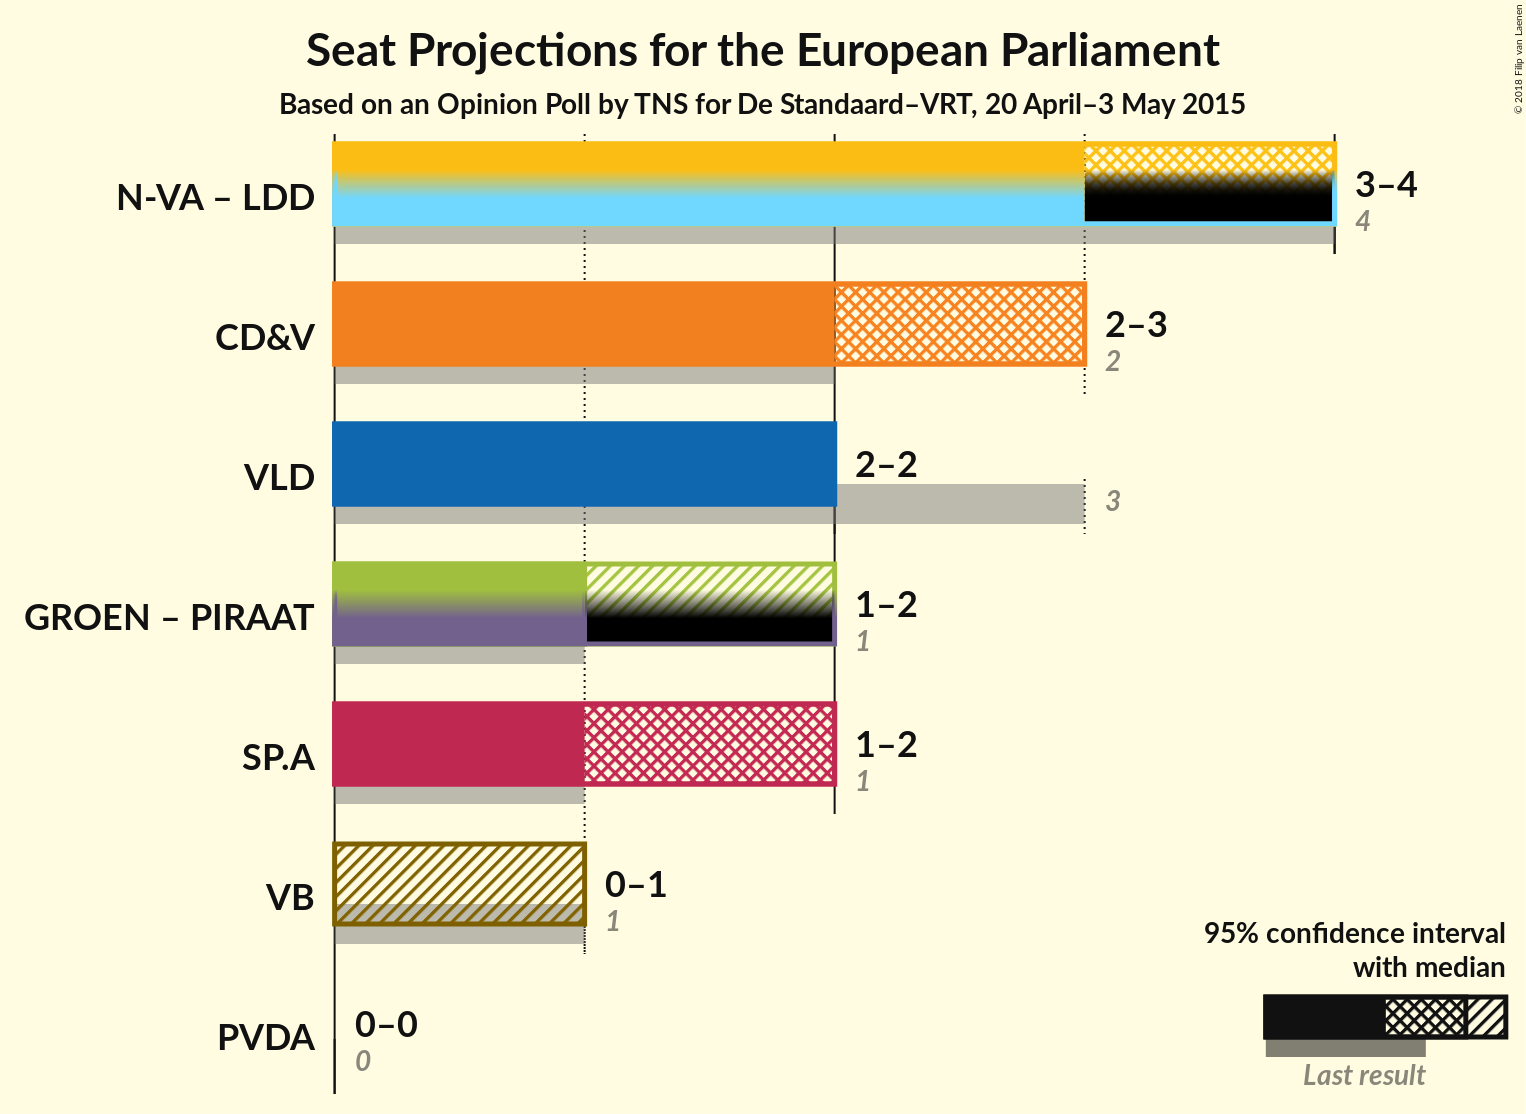 Seat Projections for the European Parliament
Based on an Opinion Poll by TNS for De Standaard–VRT, 20 April–3 May 2015
© 2018 Filip van Laenen
N-VA – LDD
3–4
4
CD&V
2–3
2
VLD
2–2
3
GROEN – PIRAAT
1–2
1
SP.A
1–2
1
VB
0–1
1
PVDA
0–0
0
95% confidence interval
with median
Last result